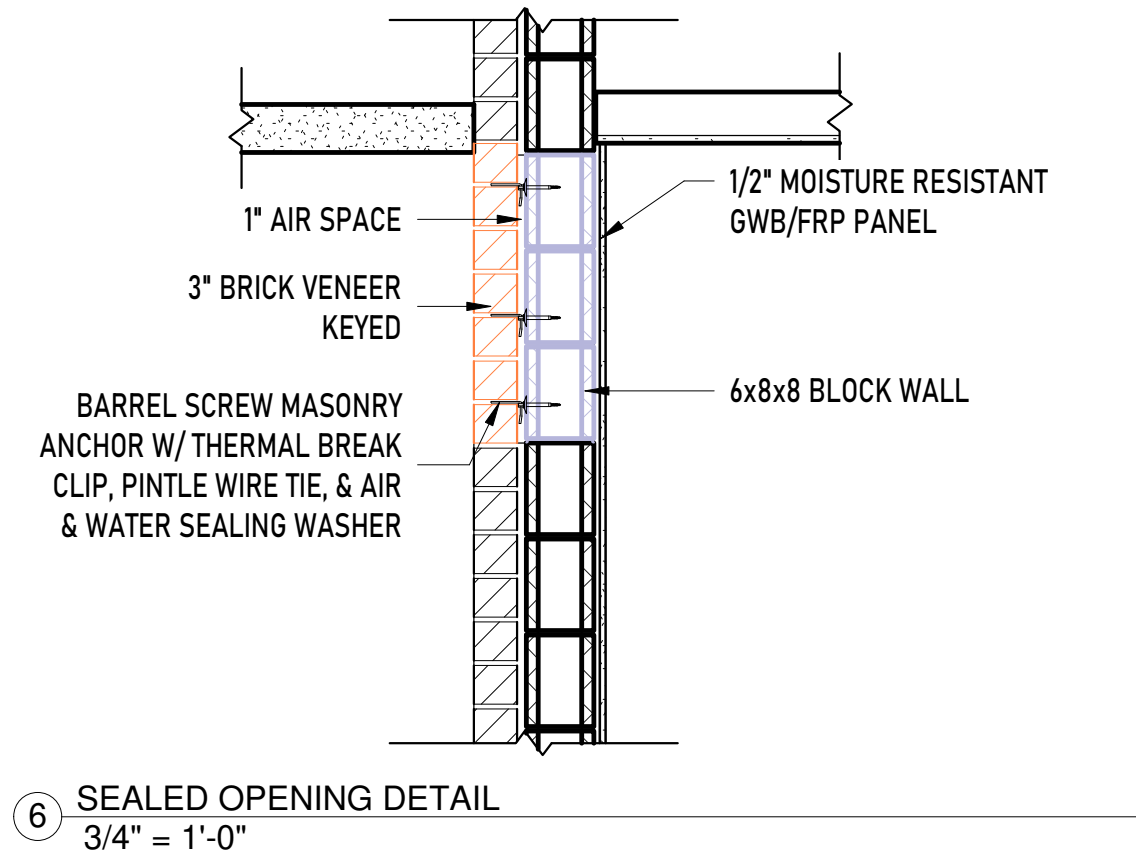 1" AIR SPACE
3" BRICK VENEER
KEYED
BARREL SCREW MASONRY
ANCHOR W/ THERMAL BREAK
CLIP, PINTLE WIRE TIE, & AIR
& WATER SEALING WASHER
1/2" MOISTURE RESISTANT
GWB/FRP PANEL
6x8x8 BLOCK WALL
6 SEALED OPENING DETAIL
3/4" = 1'-0"